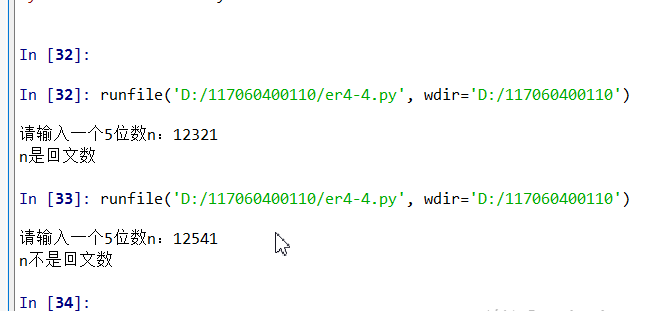 In [32]:
In [32]: runfile('D:/117060400110/er4-4.py', wdir='D:/117060400110')
请输入一个5位数n：12321
n是回文数
In [33]: runfile('D:/117060400110/er4-4.py', wdir='D:/117060400110')
请输入一个5位数n：12541
n不是回文数
In [34]: